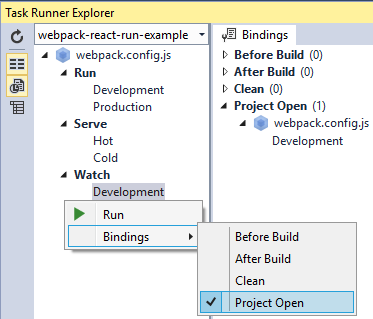 Task Runner Explorer
webpack-react-run-example
webpack.config.js
Run
Development
Production
Serve
Hot
Cold
Watch
Development
Run
Bindings
Before Build
After Build
Clean
Project Open
Bindings
Before Build (0)
After Build (0)
Clean (0)
Project Open (1)
webpack.config.js
Development